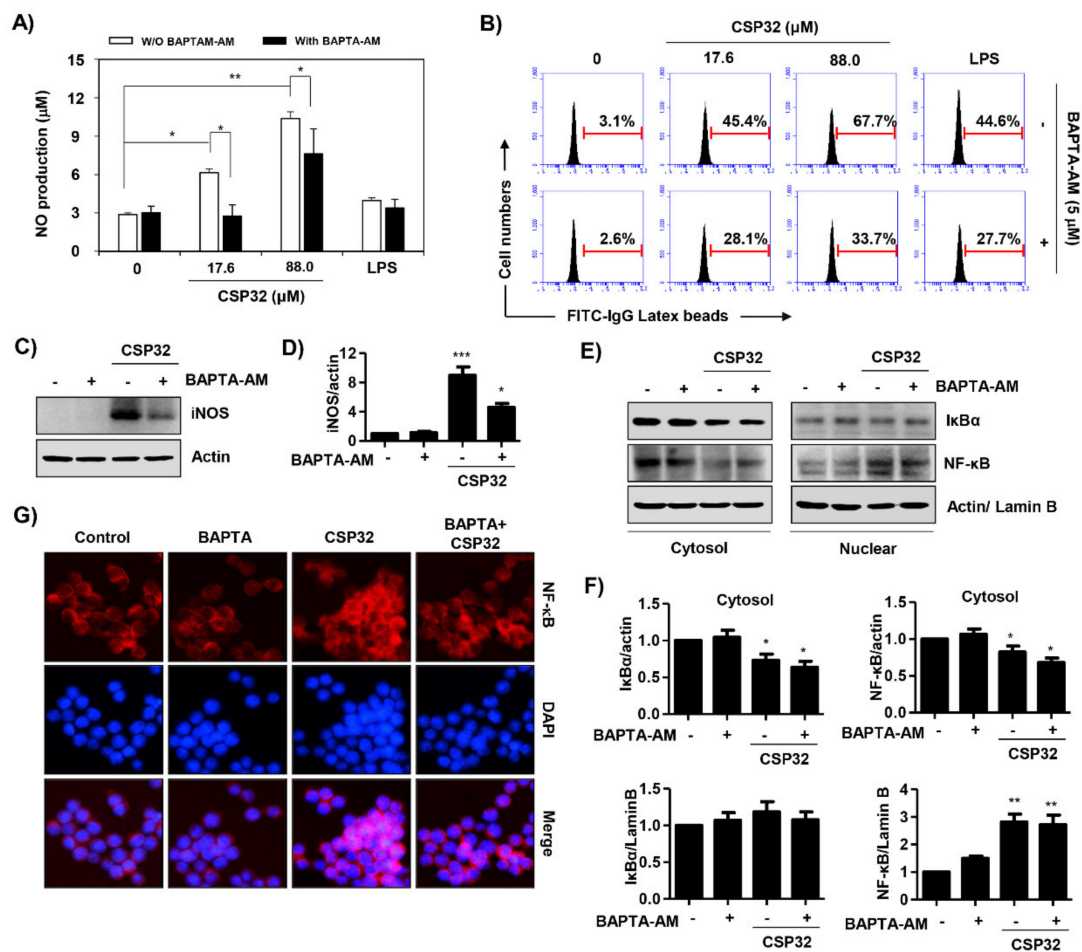 A)
W/O BAPTAM-AM
With BAPTA-AM
NO production (µM)
15
12
9
6
3
0
*
*
**
*
0
17.6
88.0
LPS
CSP32 (µM)
B)
CSP32 (µM)
0
17.6
88.0
LPS
3.1%
45.4%
67.7%
44.6%
2.6%
28.1%
33.7%
27.7%
-
+
BAPTA-AM (5 µM)
Cell numbers
FITC-IgG Latex beads
C)
CSP32
- + - +
BAPTA-AM
iNOS
Actin
D)
iNOS/actin
12
8
4
0
***
*
BAPTA-AM - + - +
CSP32
E)
CSP32
CSP32
- + - +
- + - +
BAPTA-AM
IκBα
NF-κB
Actin/ Lamin B
Cytosol
Nuclear
G)
Control
BAPTA
CSP32
BAPTA+
CSP32
NF-κB
DAPI
Merge
F)
Cytosol
IκBα/actin
1.5
1.0
0.5
0.0
*
*
BAPTA-AM - + - +
CSP32
Cytosol
NF-κB/actin
1.5
1.0
0.5
0.0
*
*
BAPTA-AM - + - +
CSP32
IκBα/LaminB
1.5
1.0
0.5
0.0
BAPTA-AM - + - +
CSP32
NF-κB/Lamin B
4
3
2
1
0
**
**
BAPTA-AM - + - +
CSP32